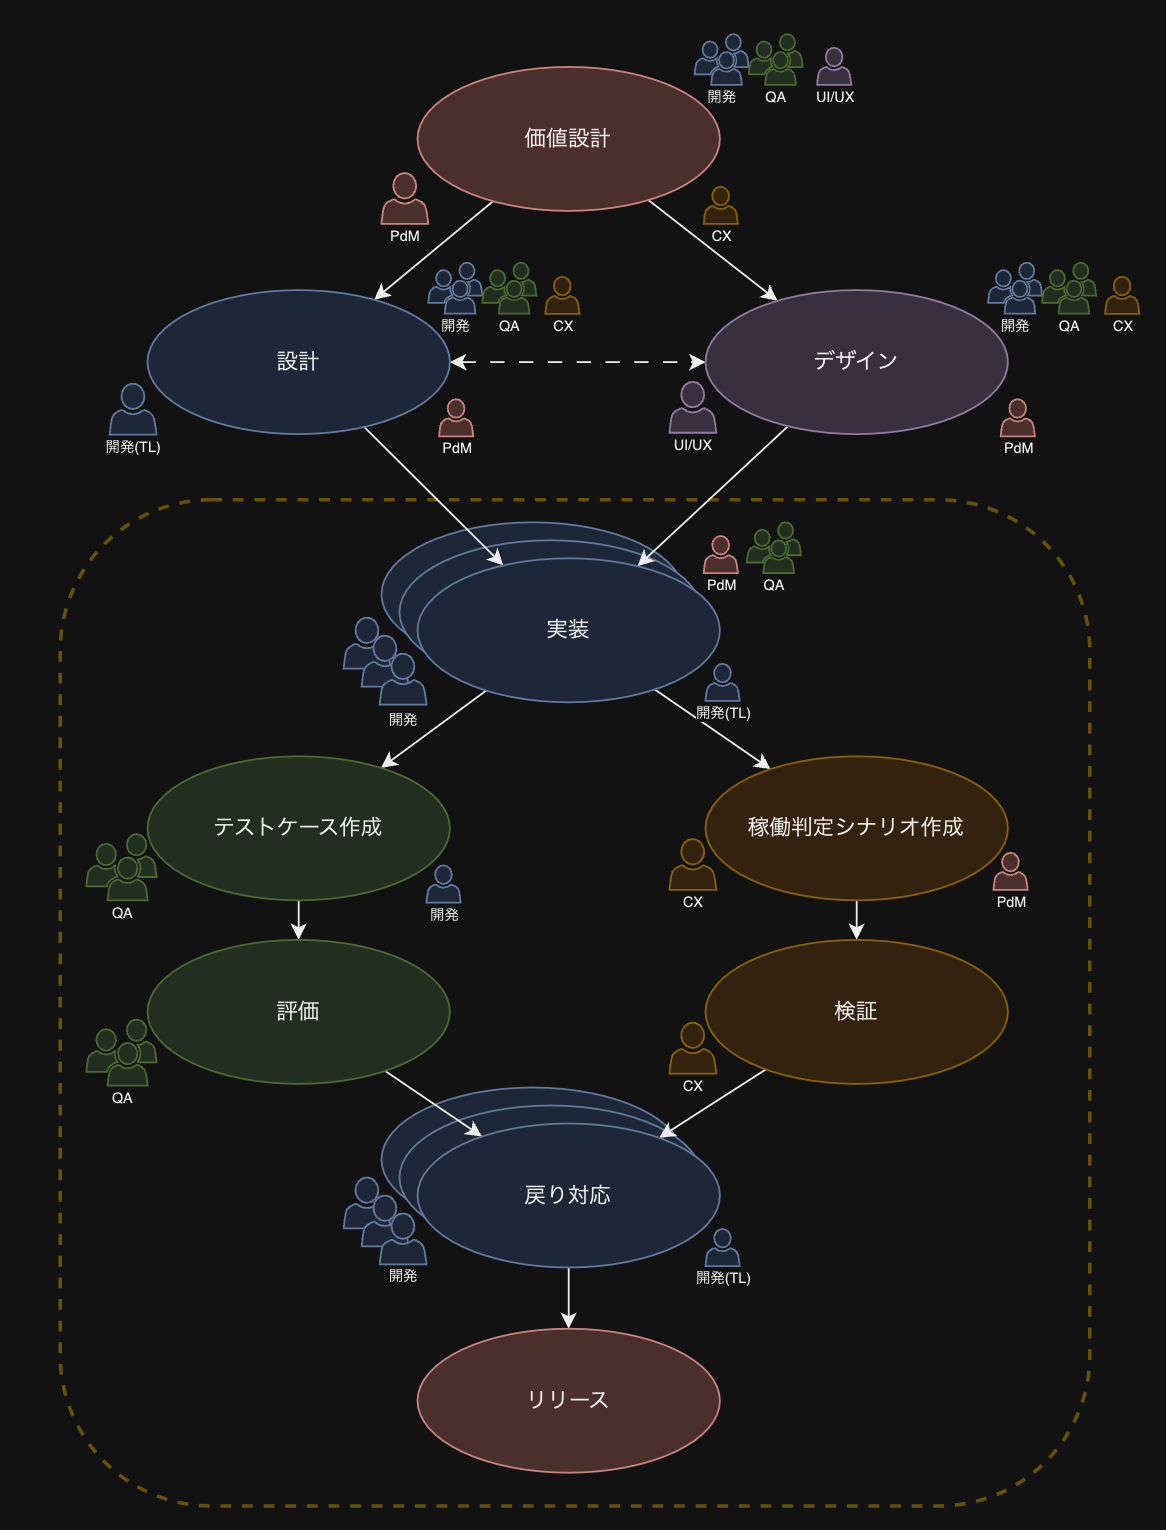 開発
QA
UI/UX
価値設計
PdM
CX
開発
QA
CX
開発
QA
CX
設計
デザイン
開発(TL)
PdM
UI/UX
PdM
PdM
QA
実装
開発
開発(TL)
テストケース作成
稼働判定シナリオ作成
QA
開発
CX
PdM
評価
検証
QA
CX
戻り対応
開発
開発(TL)
リリース